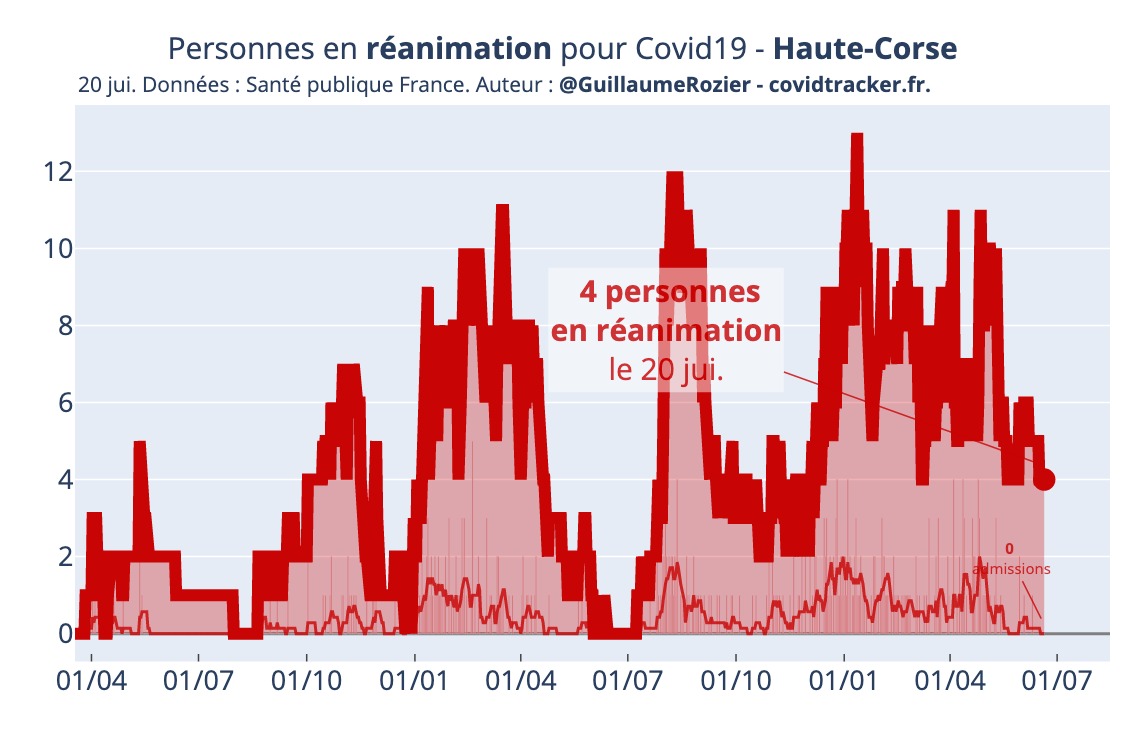 Personnes en réanimation pour Covid19 - Haute-Corse
20 jui. Données : Santé publique France. Auteur : @GuillaumeRozier - covidtracker.fr.
12
10
8
6
4
2
0
4 personnes
en réanimation
le 20 jui.
0
admissions
01/04 01/07 01/10 01/01 01/04 01/07 01/10 01/01 01/04 01/07